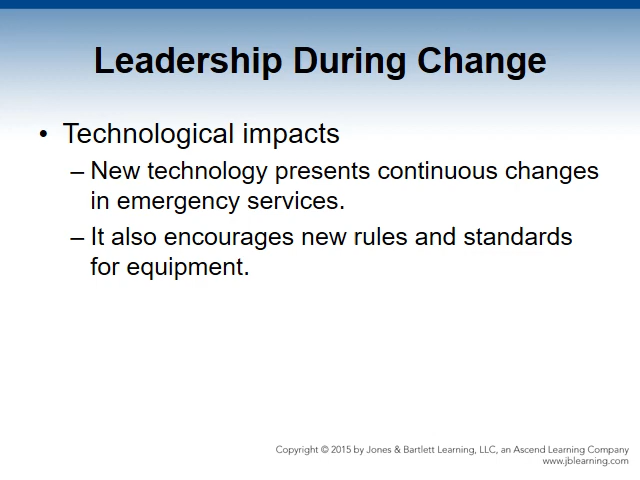 Leadership During Change
• Technological impacts
– New technology presents continuous changes
in emergency services.
– It also encourages new rules and standards
for equipment.
Copyright © 2015 by Jones & Bartlett Learning, LLC, an Ascend Learning Company
www.jblearning.com